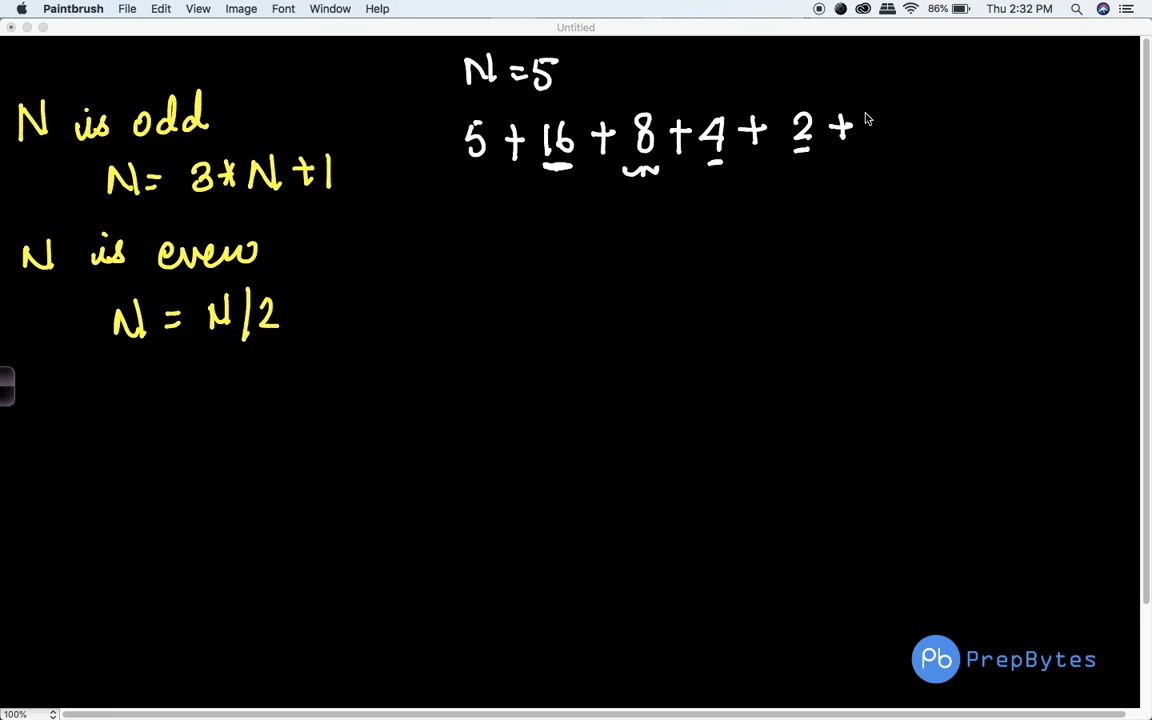 Paintbrush File Edit View Image Font Window Help 86% Thu 2:32 PM
Untitled
N = 5
N is odd
5 + 16 + 8 + 4 + 2 +
N = 3 * N + 1
N is even
N = N/2
Pb PrepBytes
100%